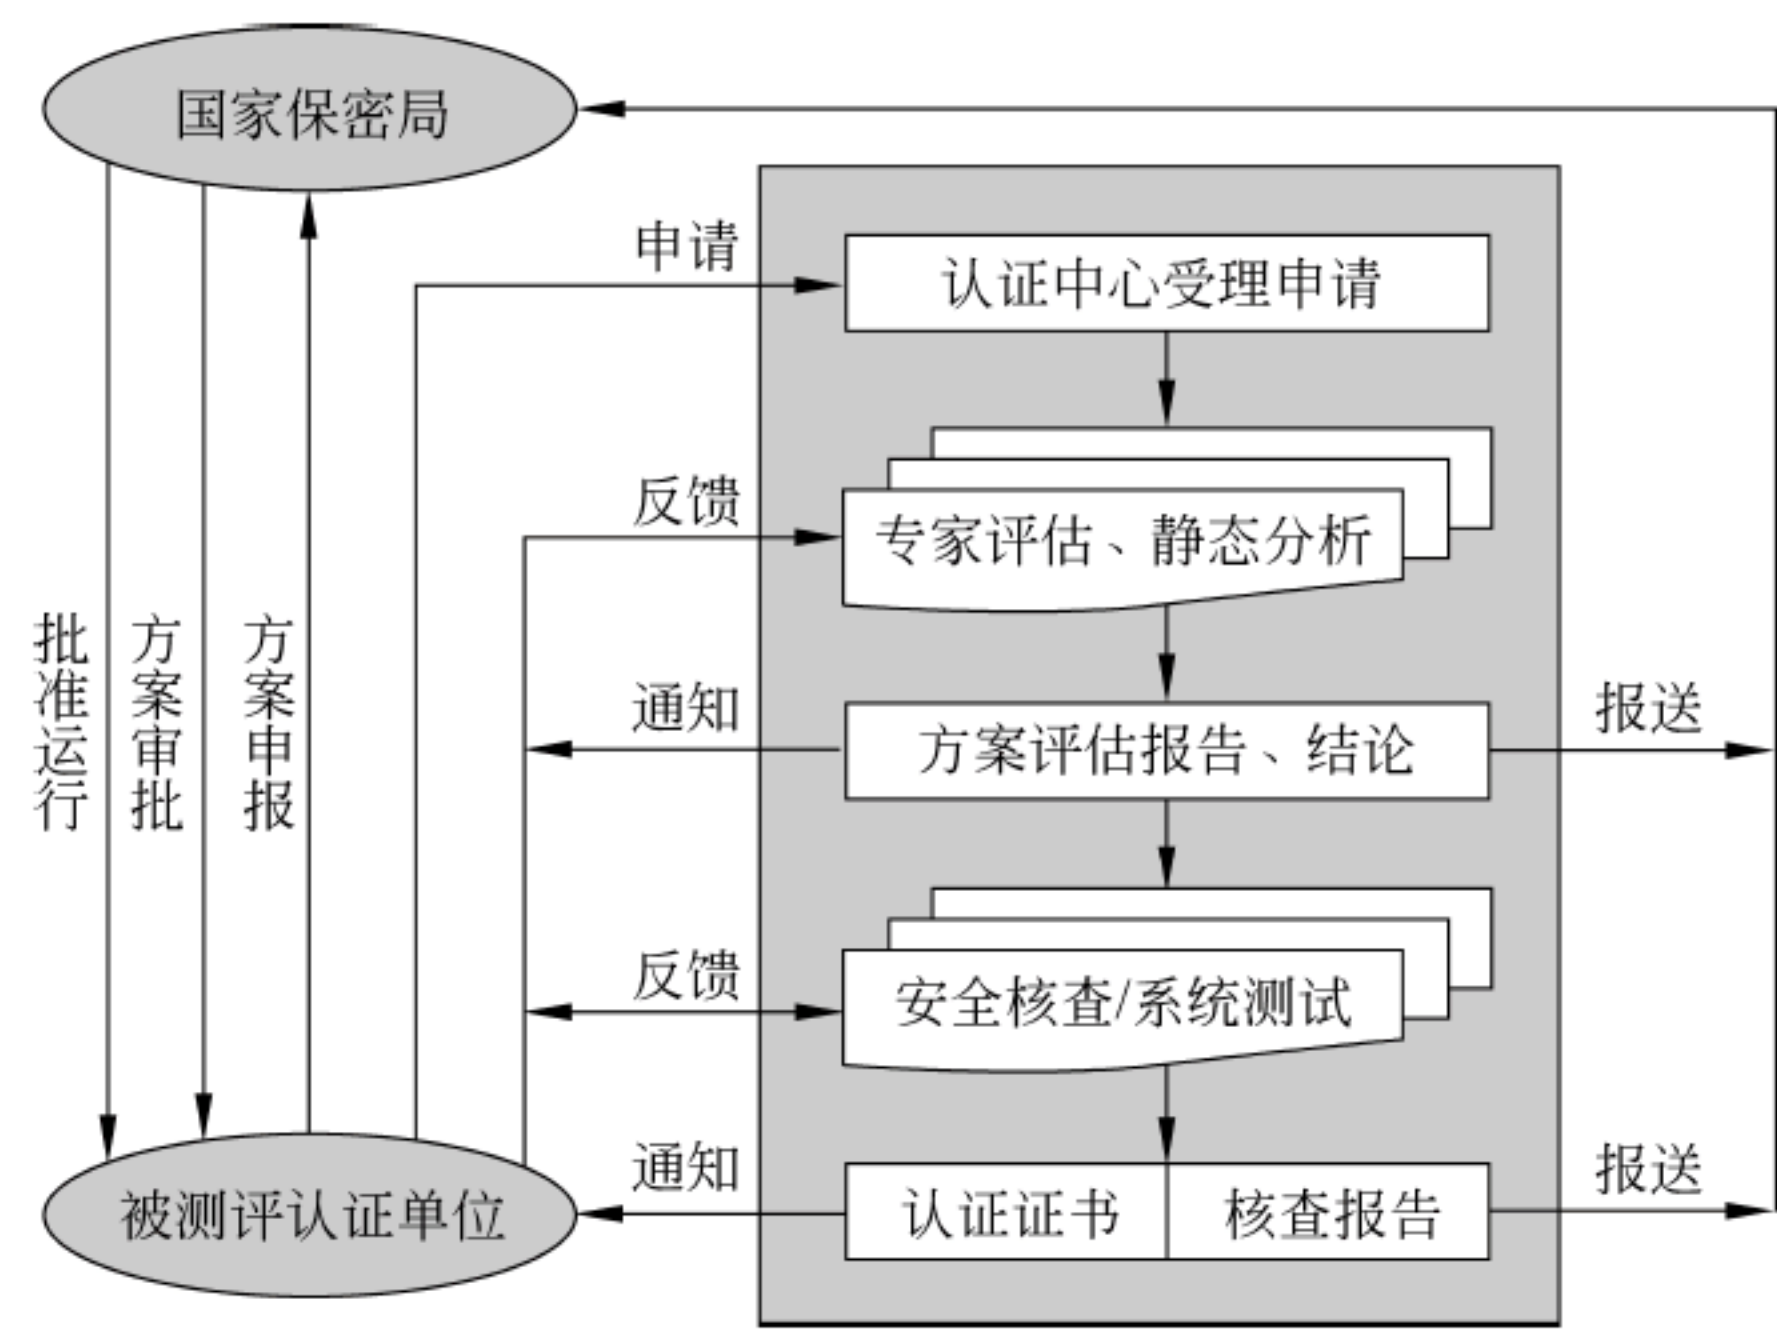 国家保密局
申请
认证中心受理申请
反馈
专家评估、静态分析
批准运行
方案审批
方案申报
通知
方案评估报告、结论
报送
反馈
安全核查/系统测试
被测评认证单位
通知
认证证书
核查报告
报送